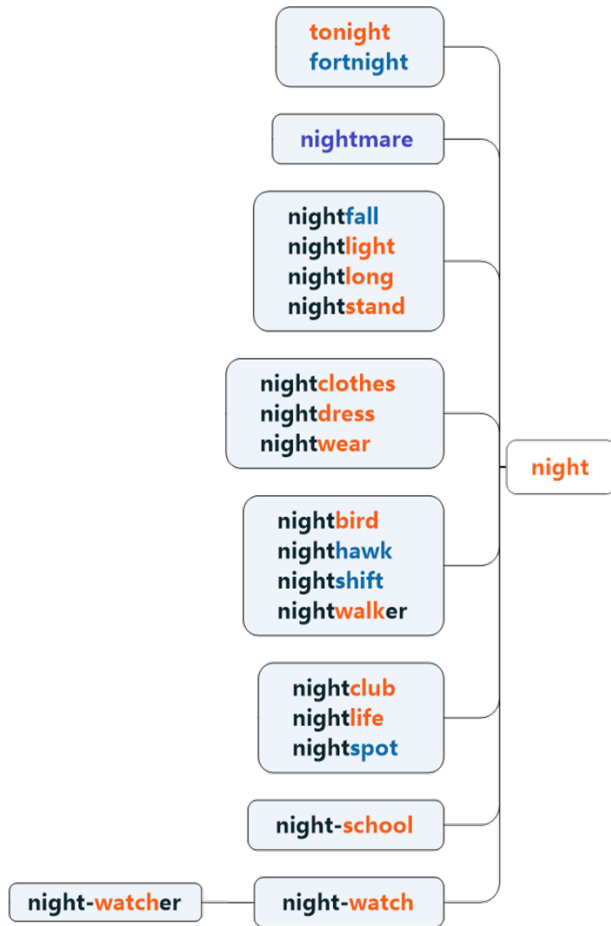 tonight
fortnight
nightmare
nightfall
nightlight
nightlong
nightstand
nightclothes
nightdress
nightwear
night
nightbird
nighthawk
nightshift
nightwalker
nightclub
nightlife
nightspot
night-school
night-watcher
night-watch